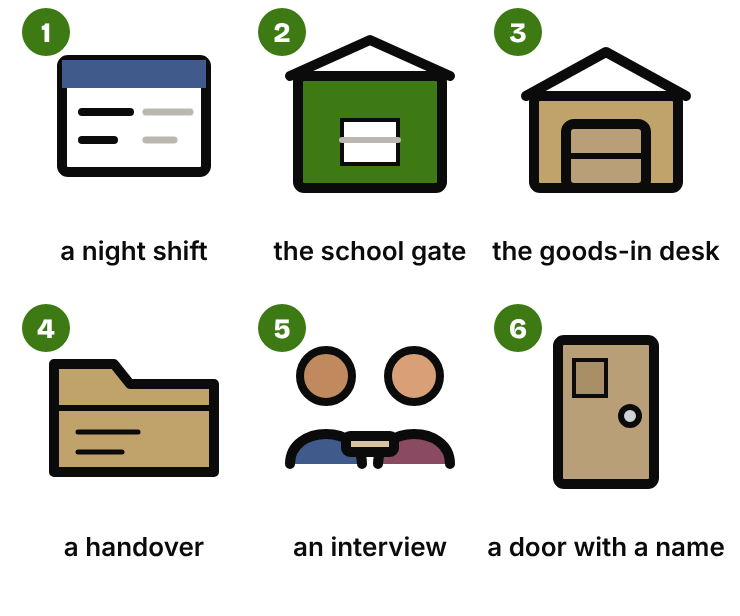 1
2
3
a night shift
the school gate
the goods-in desk
4
5
6
a handover
an interview
a door with a name